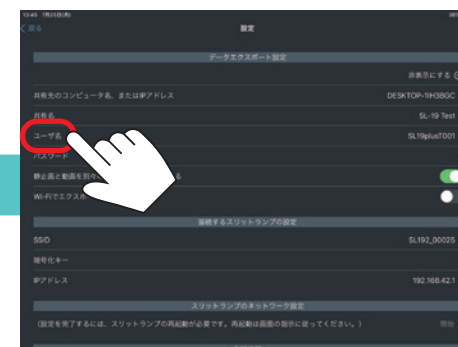 13:45 7月25日(木)
< 戻る
設定
データエクスポート設定
非表示にする
共有先のコンピュータ名、またはIPアドレス DESKTOP-1IH38GC
共有名 SL-19 Test
ユーザ名 SL19plusT001
パスワード
静止画と動画を別々の る
Wi-Fiでエクスポ
接続するスリットランプの設定
SSID SL192_00025
暗号化キー
IPアドレス 192.168.42.1
スリットランプのネットワーク設定
(設定を完了するには、スリットランプの再起動が必要です。再起動は画面の指示に従ってください。) 開始